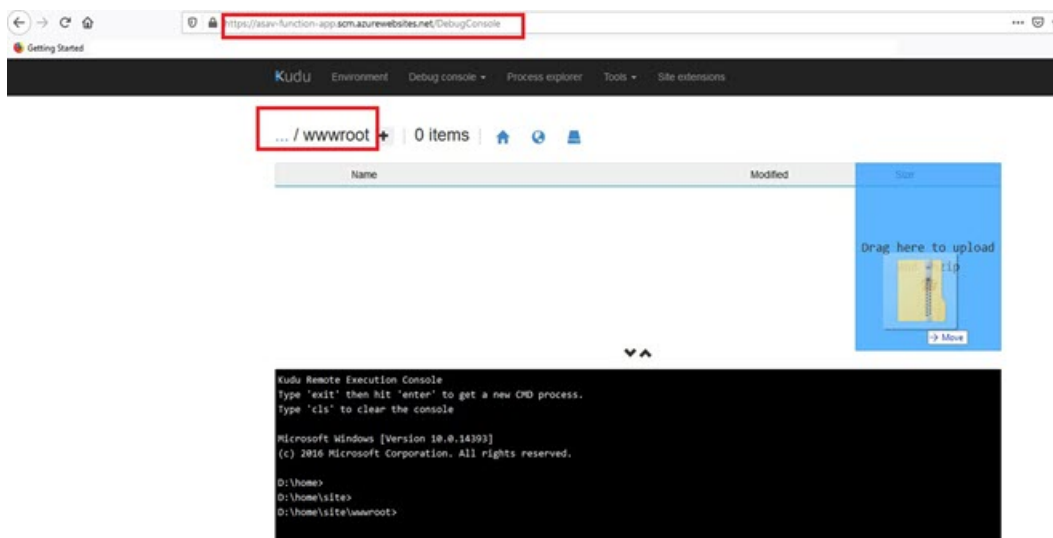 https://asav-function-app.scm.azurewebsites.net/DebugConsole
Getting Started
Kudu Environment Debug console Process explorer Tools Site extensions
... / wwwroot + | 0 items |
Name Modified Size
Drag here to upload
zip
Move
Kudu Remote Execution Console
Type 'exit' then hit 'enter' to get a new CMD process.
Type 'cls' to clear the console
Microsoft Windows [Version 10.0.14393]
(c) 2016 Microsoft Corporation. All rights reserved.
D:\home>
D:\home\site>
D:\home\site\wwwroot>